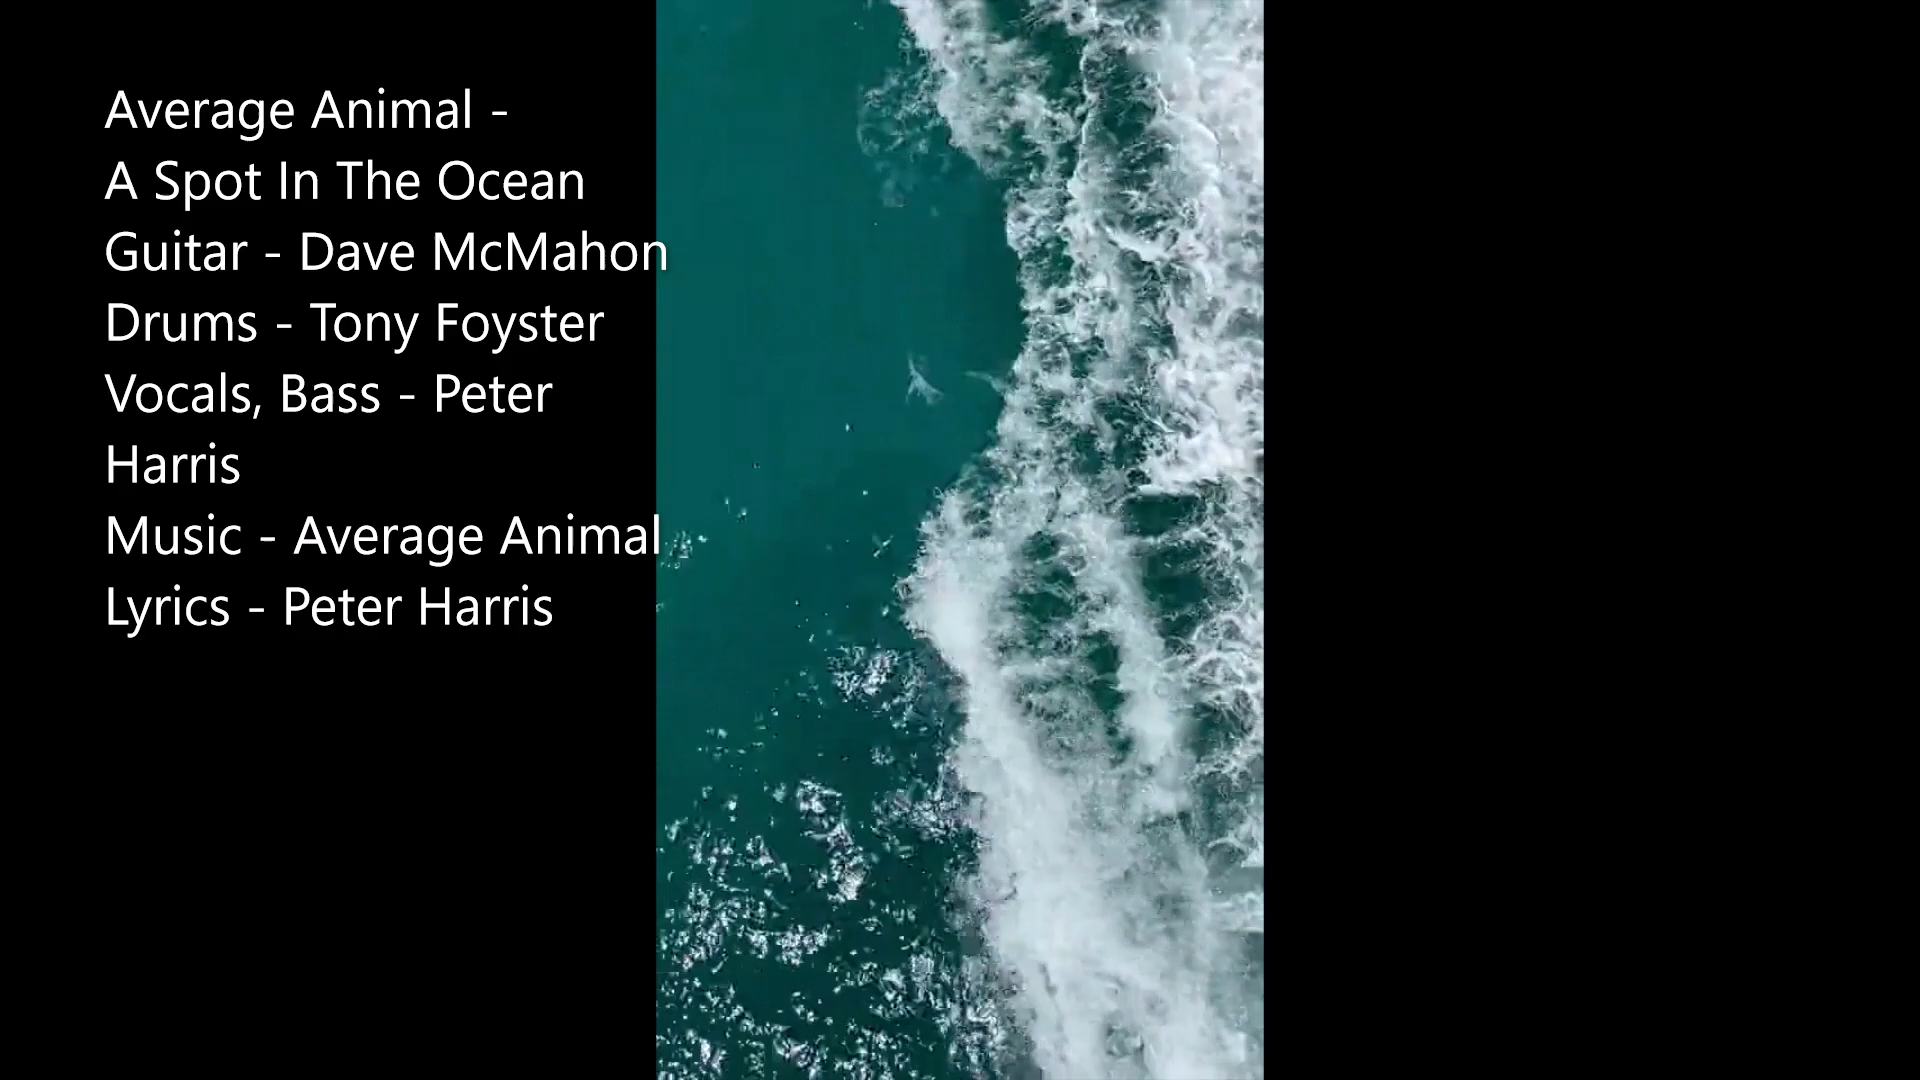 Average Animal -
A Spot In The Ocean
Guitar - Dave McMahon
Drums - Tony Foyster
Vocals, Bass - Peter
Harris
Music - Average Animal
Lyrics - Peter Harris